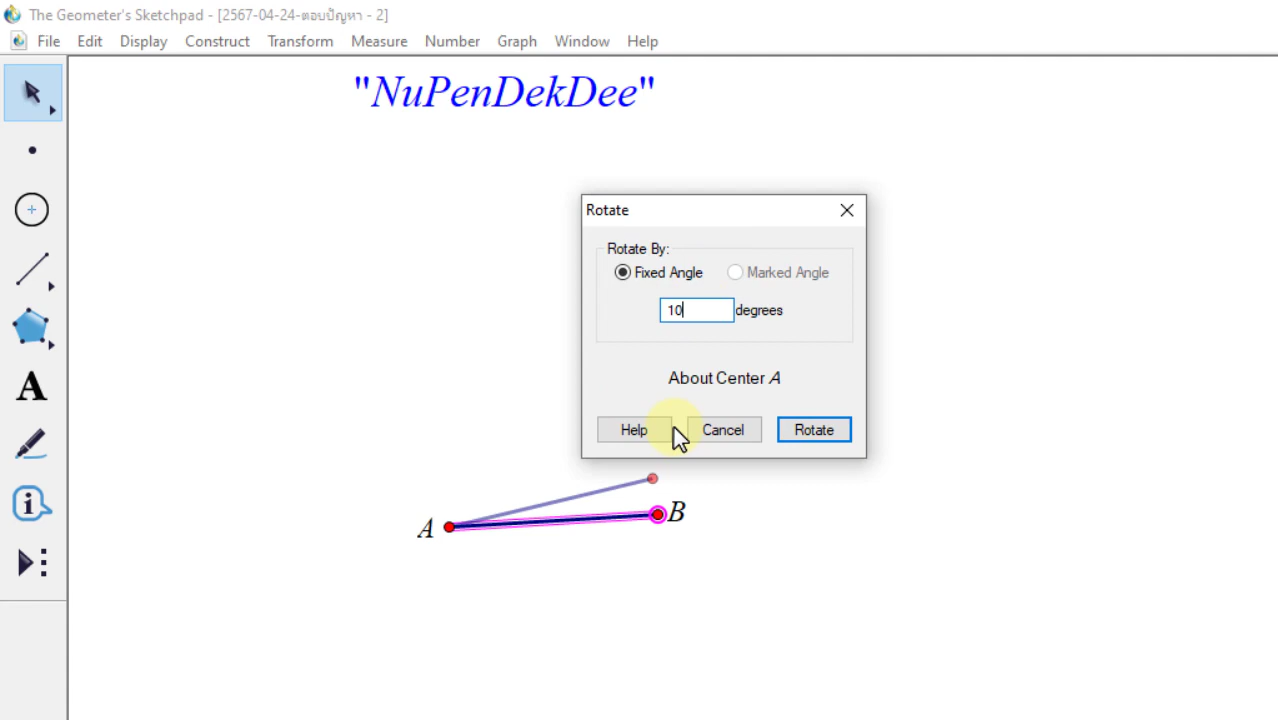 The Geometer's Sketchpad - [2567-04-24-ตอบปัญหา - 2]
File Edit Display Construct Transform Measure Number Graph Window Help
"NuPenDekDee"
Rotate
Rotate By:
Fixed Angle Marked Angle
10 degrees
About Center A
Help Cancel Rotate
A B
A